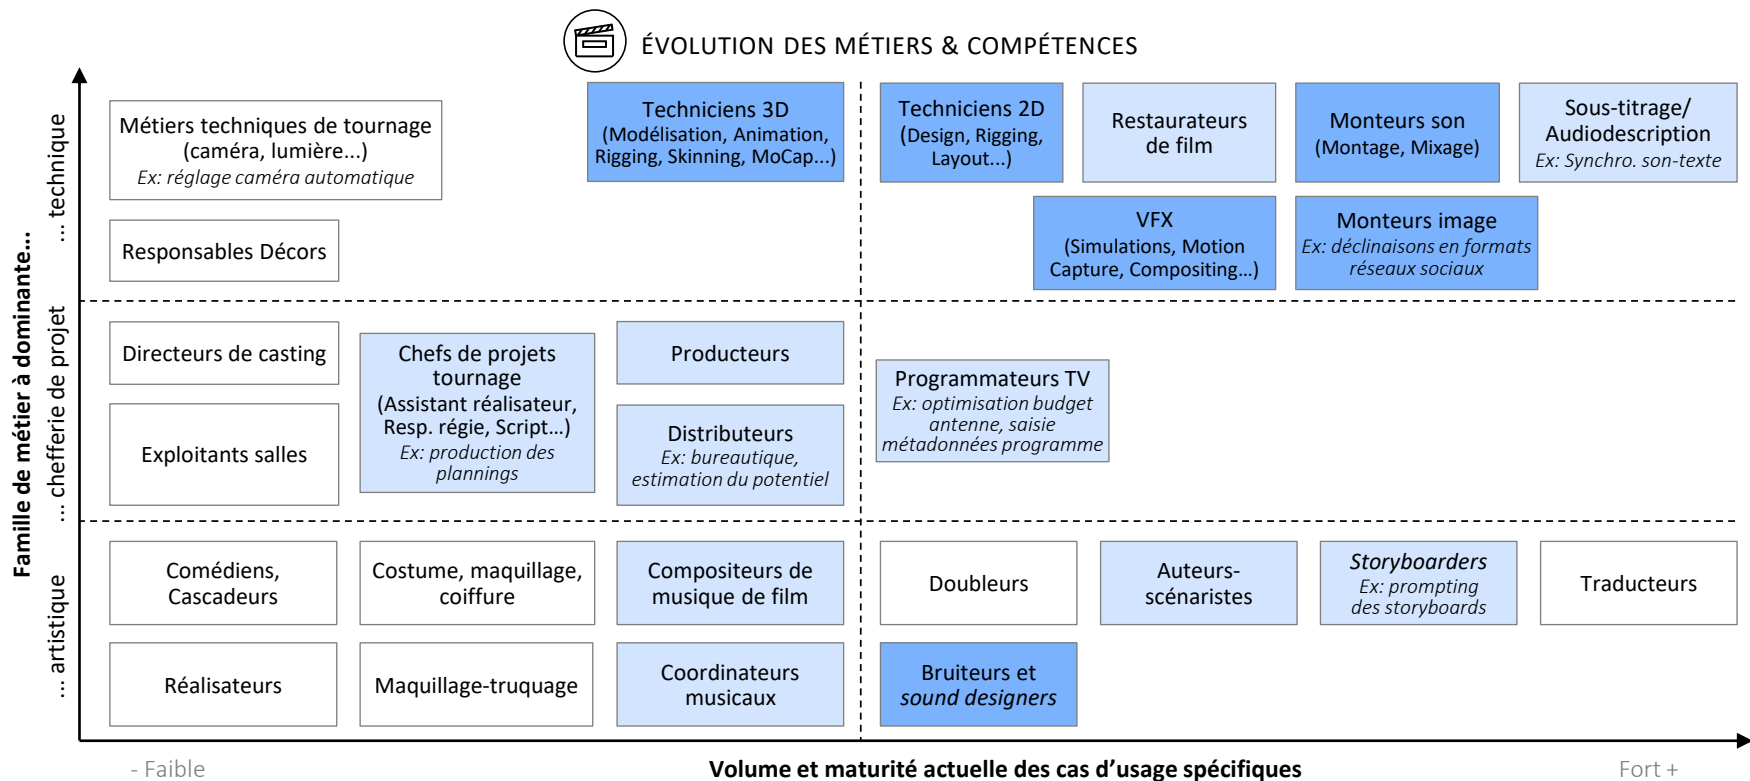 ÉVOLUTION DES MÉTIERS & COMPÉTENCES
Famille de métier à dominante...
... technique
Métiers techniques de tournage
(caméra, lumière...)
Ex: réglage caméra automatique
Techniciens 3D
(Modélisation, Animation,
Rigging, Skinning, MoCap...)
Techniciens 2D
(Design, Rigging,
Layout...)
Restaurateurs
de film
Monteurs son
(Montage, Mixage)
Sous-titrage/
Audiodescription
Ex: Synchro. son-texte
Responsables Décors
VFX
(Simulations, Motion
Capture, Compositing…)
Monteurs image
Ex: déclinaisons en formats
réseaux sociaux
... chefferie de projet
Directeurs de casting
Chefs de projets
tournage
(Assistant réalisateur,
Resp. régie, Script...)
Ex: production des
plannings
Producteurs
Programmateurs TV
Ex: optimisation budget
antenne, saisie
métadonnées programme
Exploitants salles
Distributeurs
Ex: bureautique,
estimation du potentiel
... artistique
Comédiens,
Cascadeurs
Costume, maquillage,
coiffure
Compositeurs de
musique de film
Doubleurs
Auteurs-
scénaristes
Storyboarders
Ex: prompting
des storyboards
Traducteurs
Réalisateurs
Maquillage-truquage
Coordinateurs
musicaux
Bruiteurs et
sound designers
- Faible
Volume et maturité actuelle des cas d’usage spécifiques
Fort +